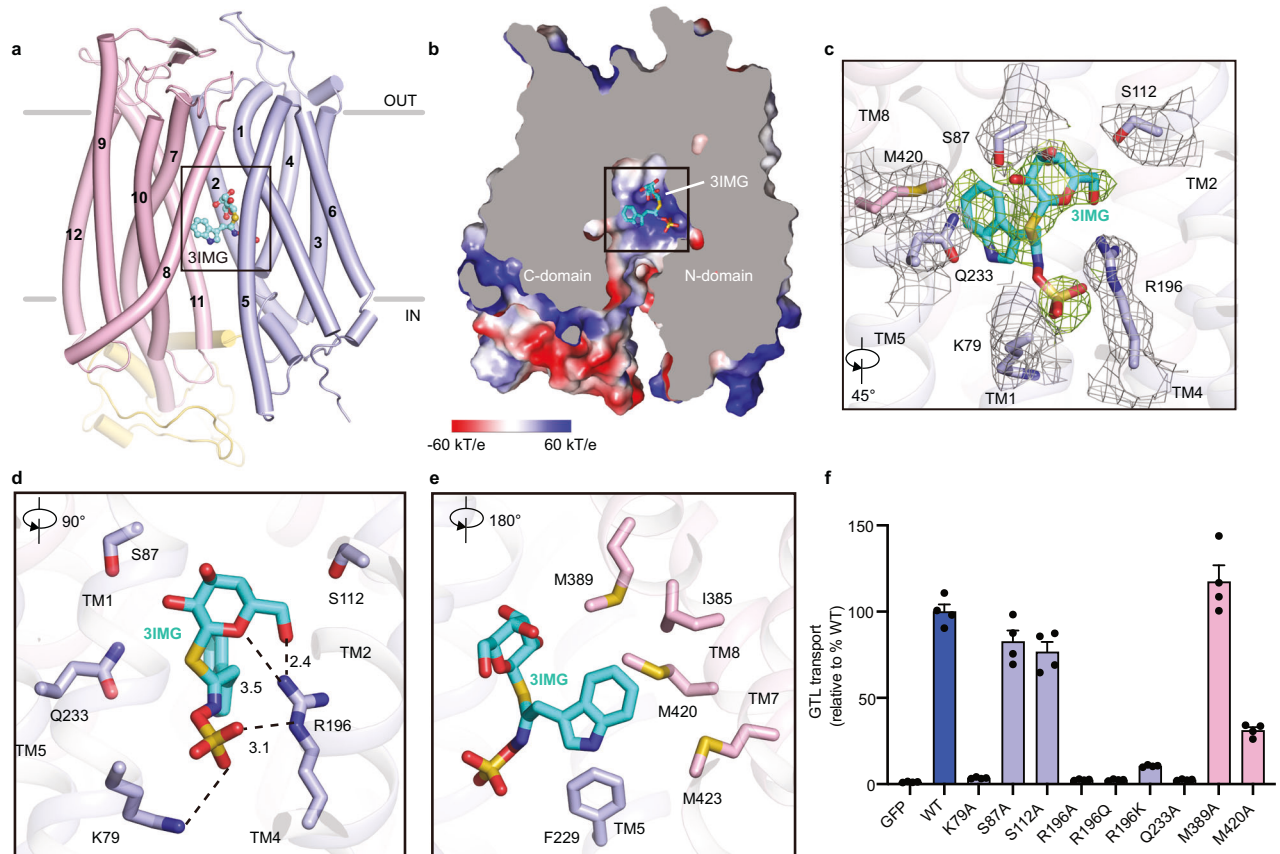 a
OUT
9
1
7
4
10
2
6
12
3IMG
3
8
5
11
IN
b
3IMG
C-domain
N-domain
-60 kT/e
60 kT/e
c
S112
TM8
S87
M420
TM2
3IMG
Q233
R196
TM5
K79
45°
TM1
TM4
d
90°
S87
S112
TM1
3IMG
2.4
TM2
Q233
3.5
R196
TM5
3.1
K79
TM4
e
180°
M389
I385
3IMG
TM8
M420
TM7
M423
F229
TM5
f
GTL transport
(relative to % WT)
150
100
50
0
GFP
WT
K79A
S87A
S112A
R196A
R196Q
R196K
Q233A
M389A
M420A